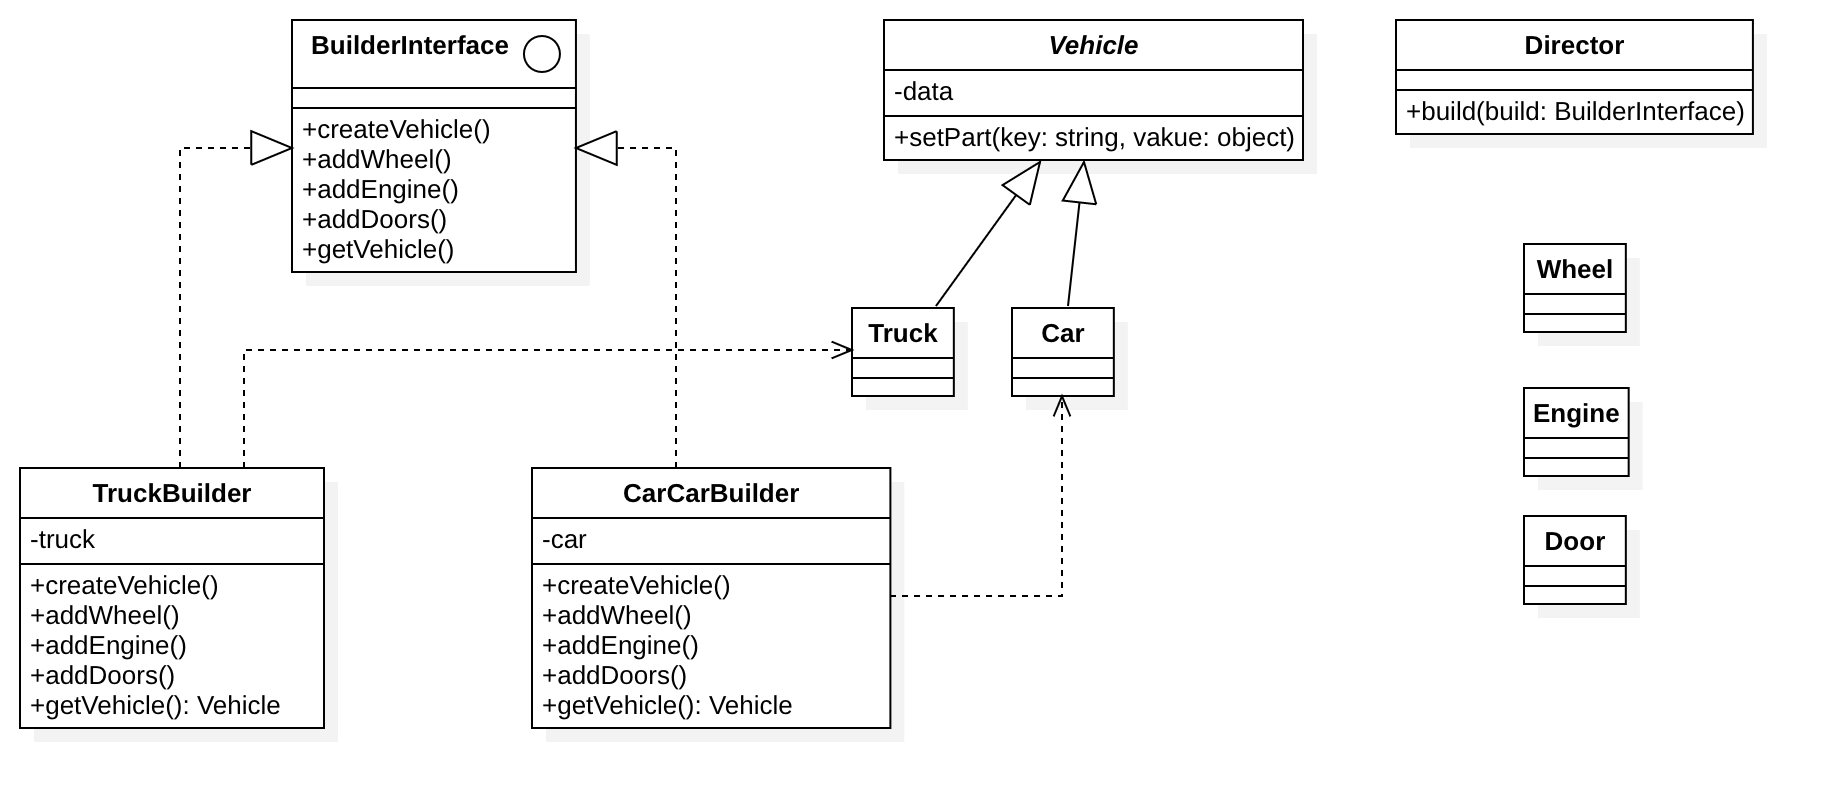 BuilderInterface
+createVehicle()
+addWheel()
+addEngine()
+addDoors()
+getVehicle()
Vehicle
-data
+setPart(key: string, vakue: object)
Director
+build(build: BuilderInterface)
Truck
Car
Wheel
Engine
Door
TruckBuilder
-truck
+createVehicle()
+addWheel()
+addEngine()
+addDoors()
+getVehicle(): Vehicle
CarCarBuilder
-car
+createVehicle()
+addWheel()
+addEngine()
+addDoors()
+getVehicle(): Vehicle